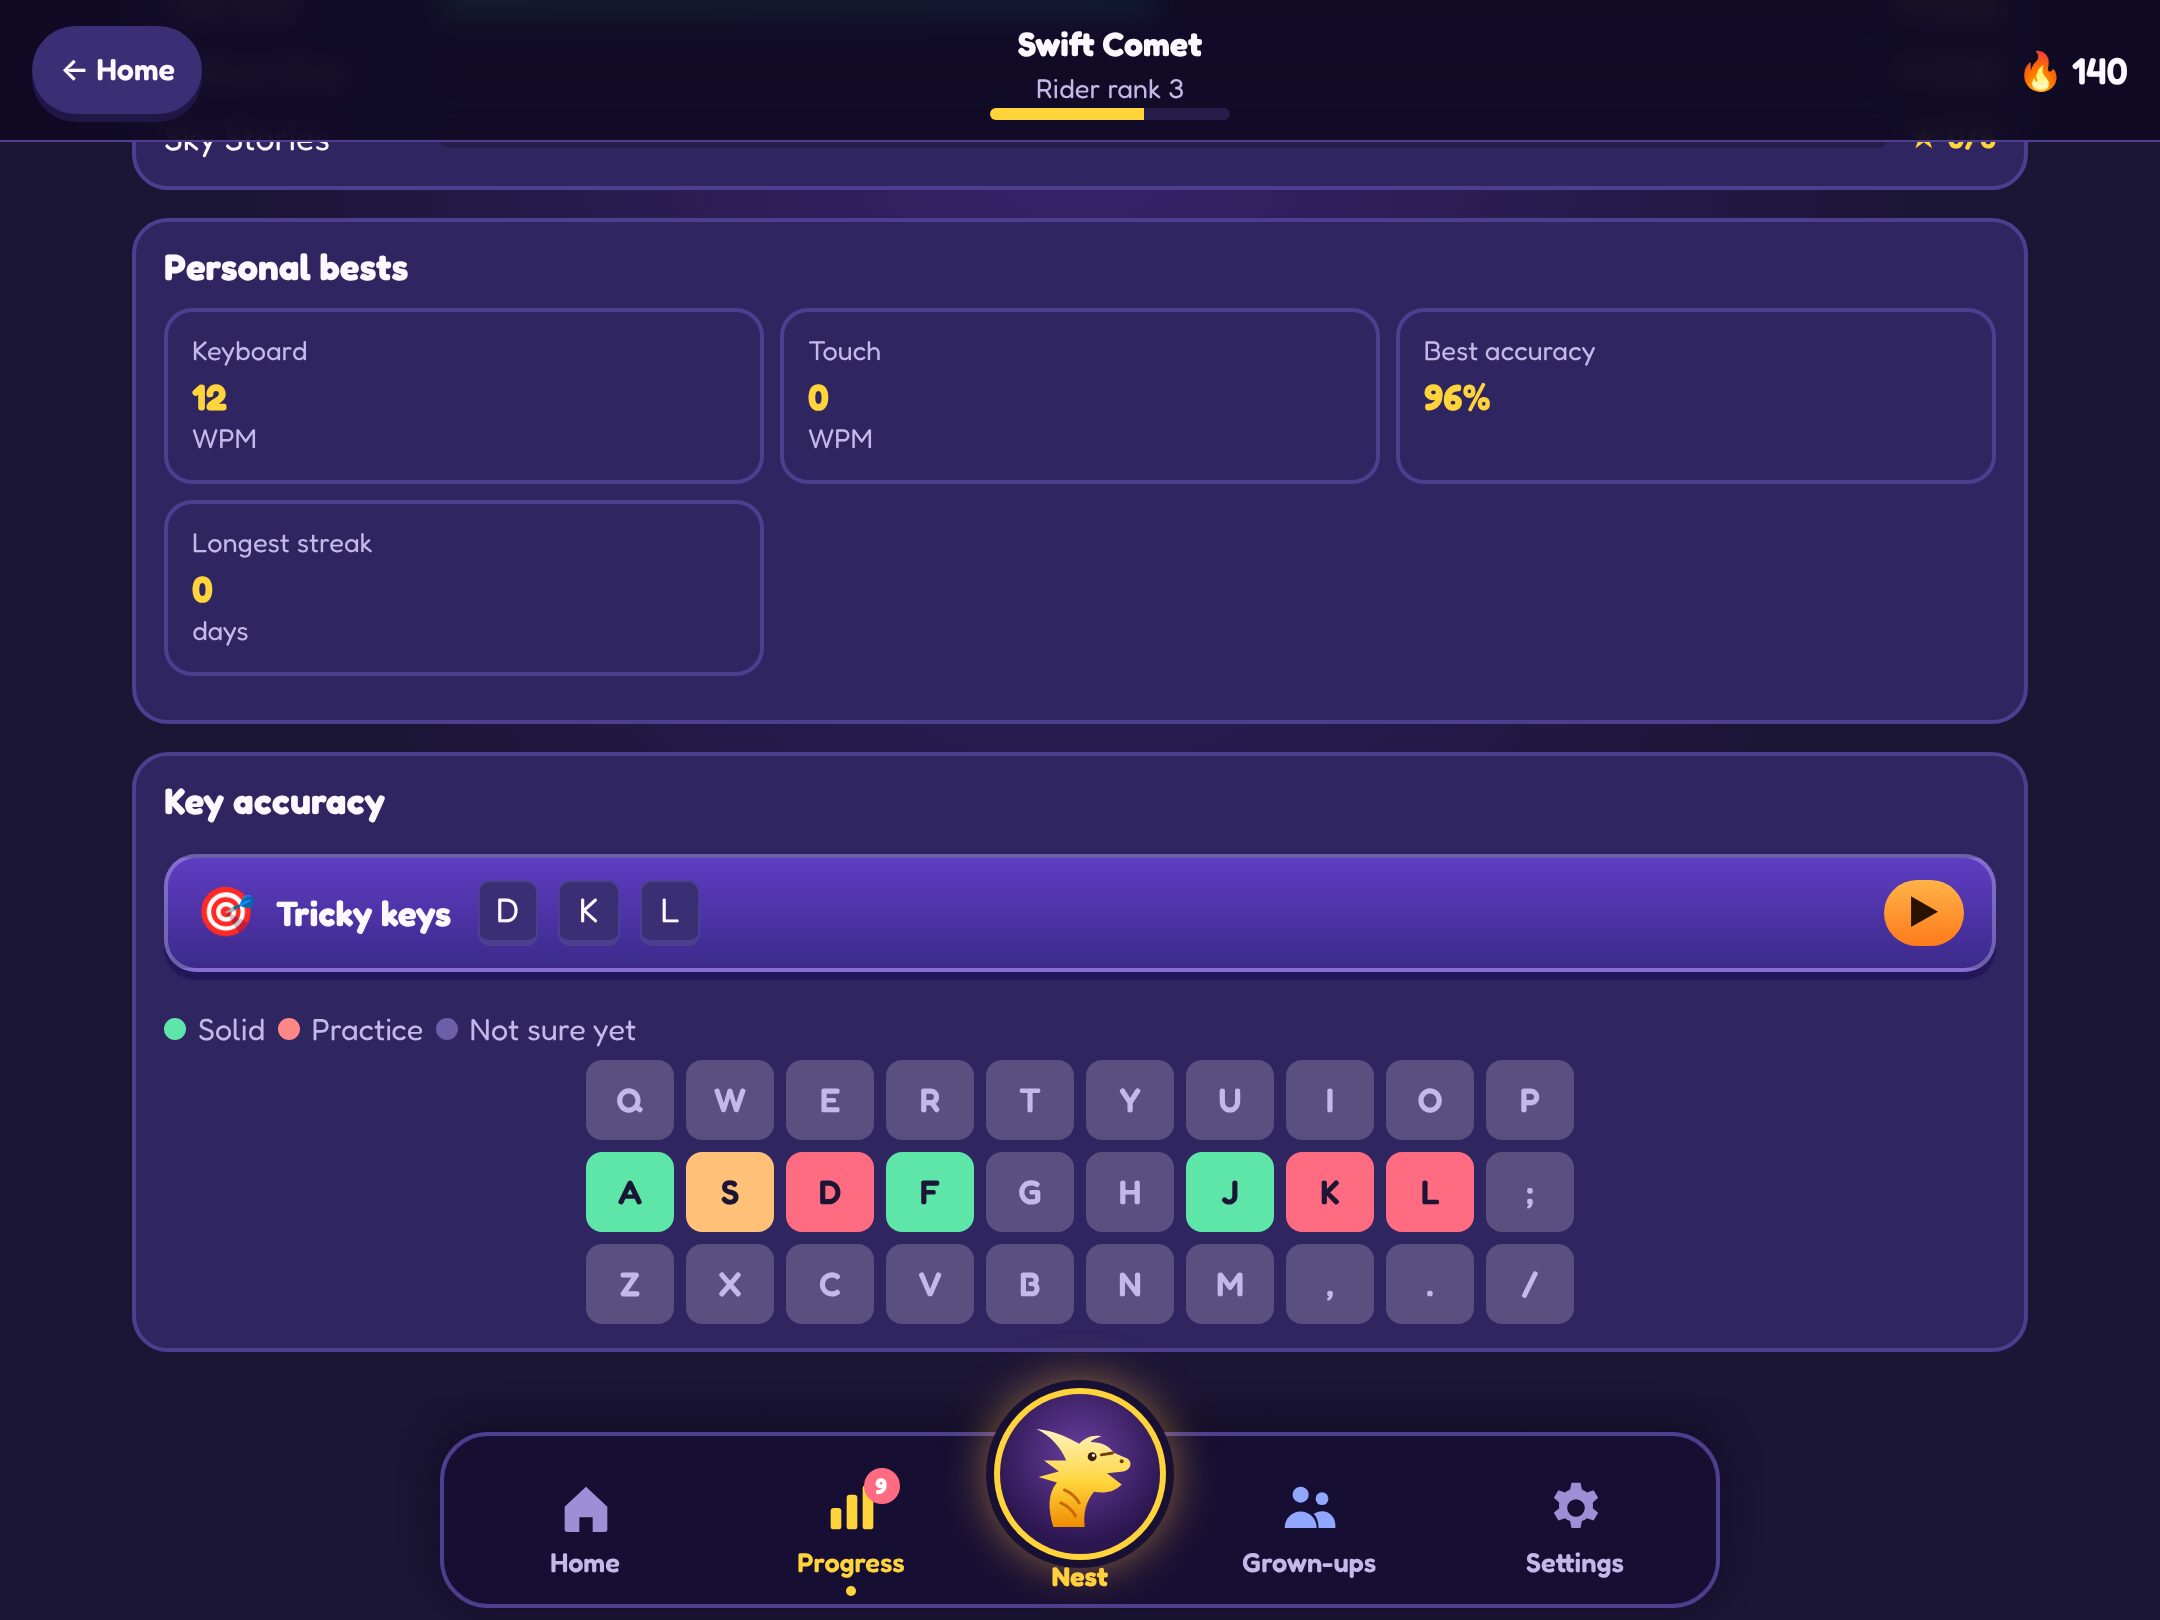 ← Home
Swift Comet
Rider rank 3
140
Sky Stories
Personal bests
Keyboard
12
WPM
Touch
0
WPM
Best accuracy
96%
Longest streak
0
days
Key accuracy
Tricky keys D K L
Solid Practice Not sure yet
Q W E R T Y U I O P
A S D F G H J K L ;
Z X C V B N M , . /
9
Home
Progress
Nest
Grown-ups
Settings